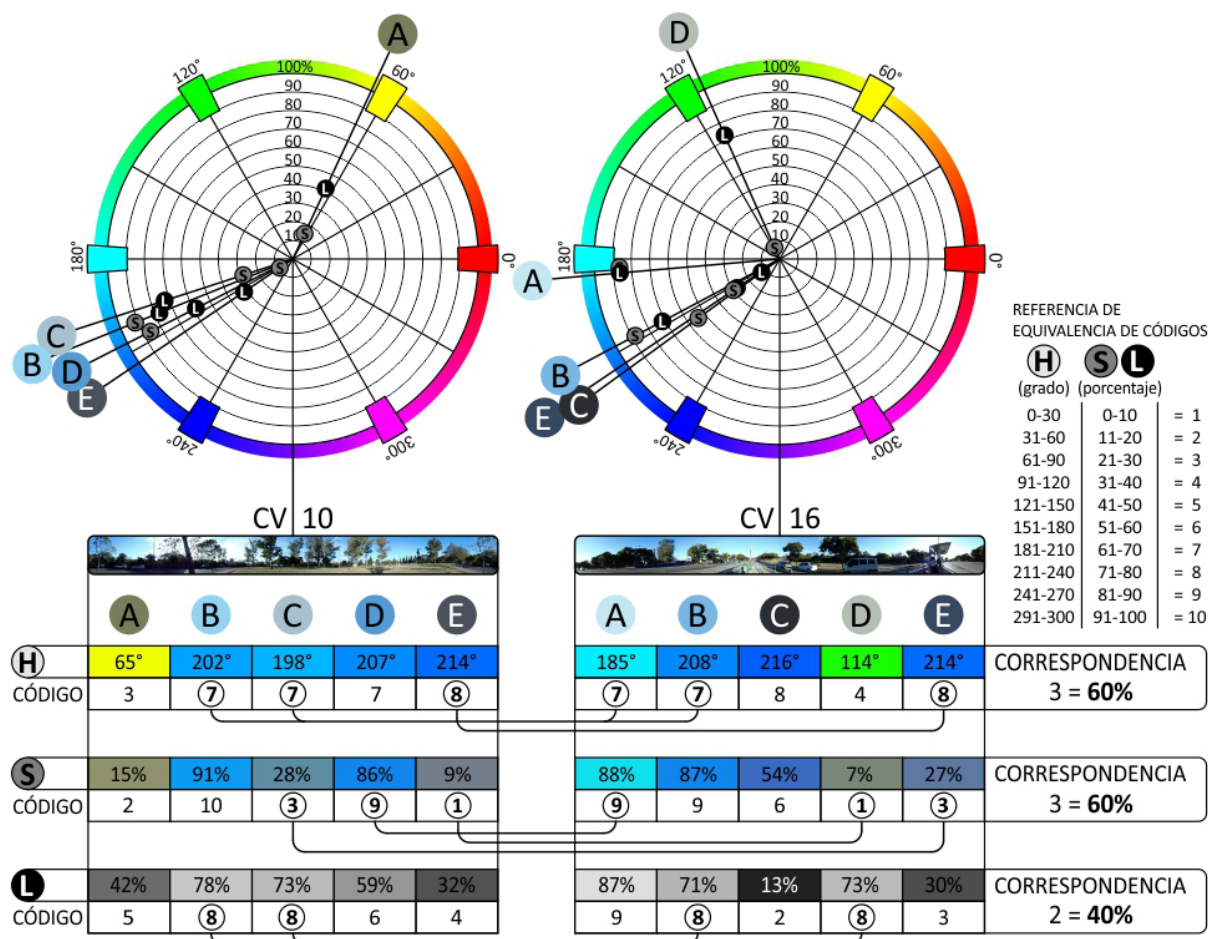 A
120°
100%
60°
90
80
70
60
50
40
30
20
10
L
S
180°
0°
S
S
L
L
L
L
S
S
C
B
D
E
240°
300°
D
120°
100%
60°
L
90
80
70
60
50
40
30
20
10
S
180°
0°
A
L
L
S
L
S
S
B
E
C
240°
300°
REFERENCIA DE
EQUIVALENCIA DE CÓDIGOS
H S L
(grado) (porcentaje)
0-30 0-10 = 1
31-60 11-20 = 2
61-90 21-30 = 3
91-120 31-40 = 4
121-150 41-50 = 5
151-180 51-60 = 6
181-210 61-70 = 7
211-240 71-80 = 8
241-270 81-90 = 9
291-300 91-100 = 10
CV 10 CV 16
A B C D E A B C D E
H 65° 202° 198° 207° 214° 185° 208° 216° 114° 214° CORRESPONDENCIA
CÓDIGO 3 7 7 7 8 7 7 8 4 8 3 = 60%
S 15% 91% 28% 86% 9% 88% 87% 54% 7% 27% CORRESPONDENCIA
CÓDIGO 2 10 3 9 1 9 9 6 1 3 3 = 60%
L 42% 78% 73% 59% 32% 87% 71% 13% 73% 30% CORRESPONDENCIA
CÓDIGO 5 8 8 6 4 9 8 2 8 3 2 = 40%